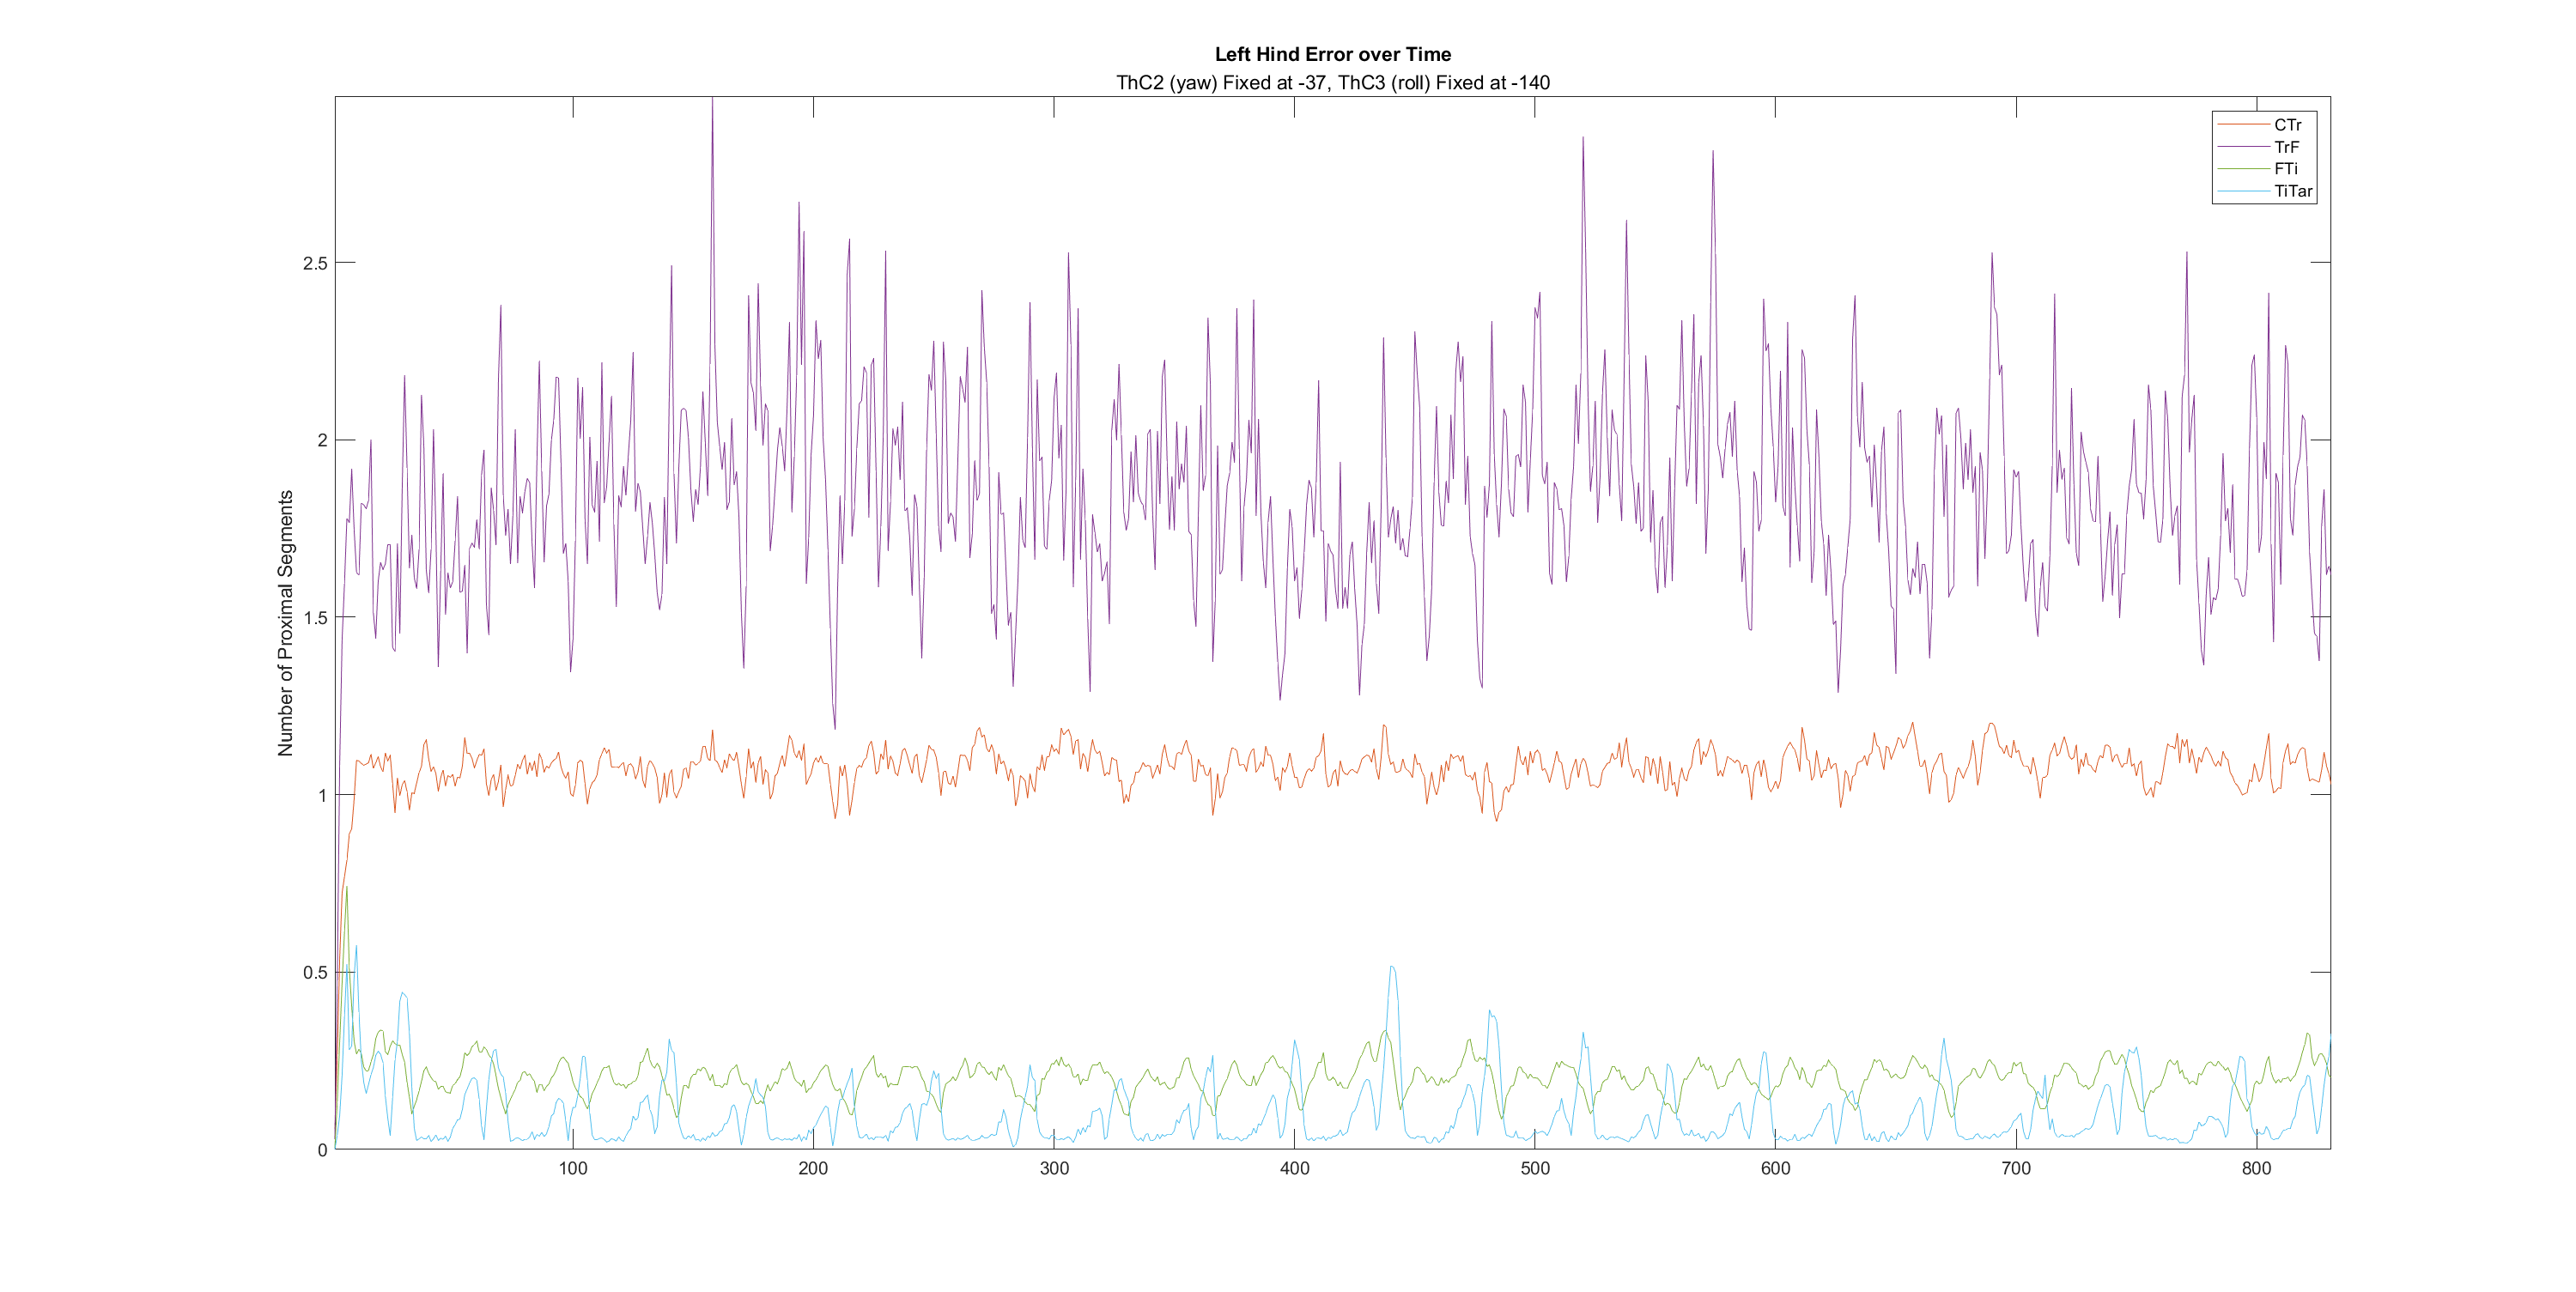 Left Hind Error over Time
ThC2 (yaw) Fixed at -37, ThC3 (roll) Fixed at -140
CTr
TrF
FTi
TiTar
Number of Proximal Segments
2.5
2
1.5
1
0.5
0
100 200 300 400 500 600 700 800